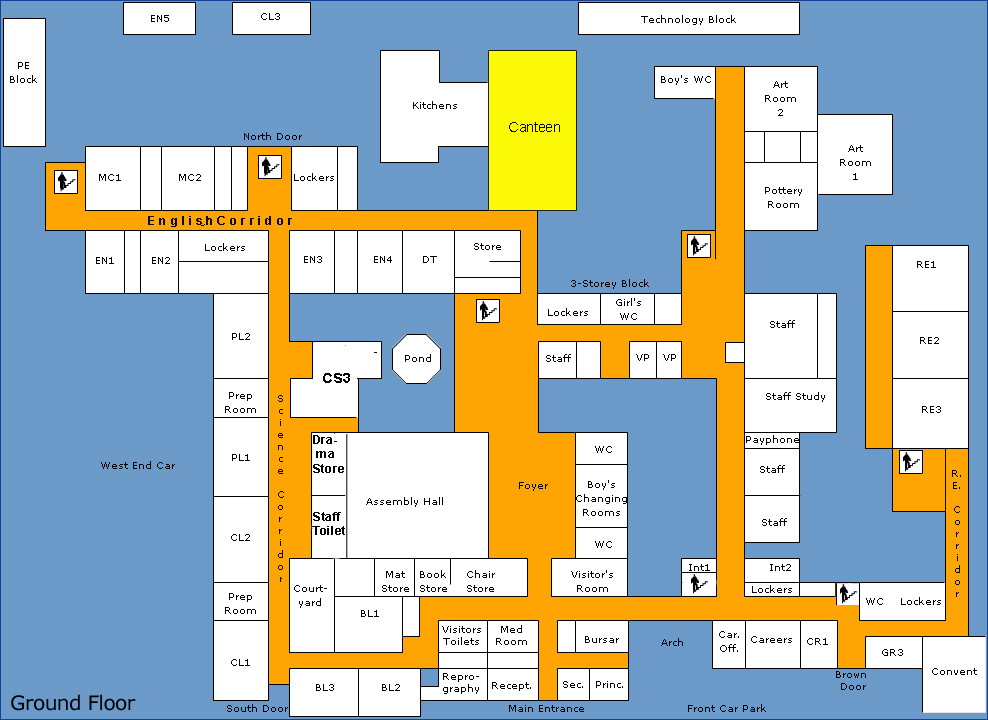 EN5
CL3
Technology Block
PE
Block
Kitchens
Canteen
Boy's WC
Art
Room
2
Art
Room
1
North Door
MC1
MC2
Lockers
Pottery
Room
English Corridor
EN1
EN2
Lockers
EN3
EN4
DT
Store
RE1
3-Storey Block
Lockers
Girl's
WC
Staff
PL2
Pond
Staff
VP
VP
RE2
CS3
Staff Study
Prep
Room
RE3
Science Corridor
Dra-
ma
Store
Payphone
WC
PL1
West End Car
Staff
R.E. Corridor
Assembly Hall
Foyer
Boy's
Changing
Rooms
Staff
Toilet
Staff
CL2
WC
Court-
yard
Mat
Store
Book
Store
Chair
Store
Visitor's
Room
Int1
Int2
Lockers
Prep
Room
BL1
WC
Lockers
Visitors
Toilets
Med
Room
Bursar
Arch
Car.
Off.
Careers
CR1
GR3
CL1
Convent
Brown
Door
Repro-
graphy
Recept.
Sec.
Princ.
BL3
BL2
Ground Floor
South Door
Main Entrance
Front Car Park